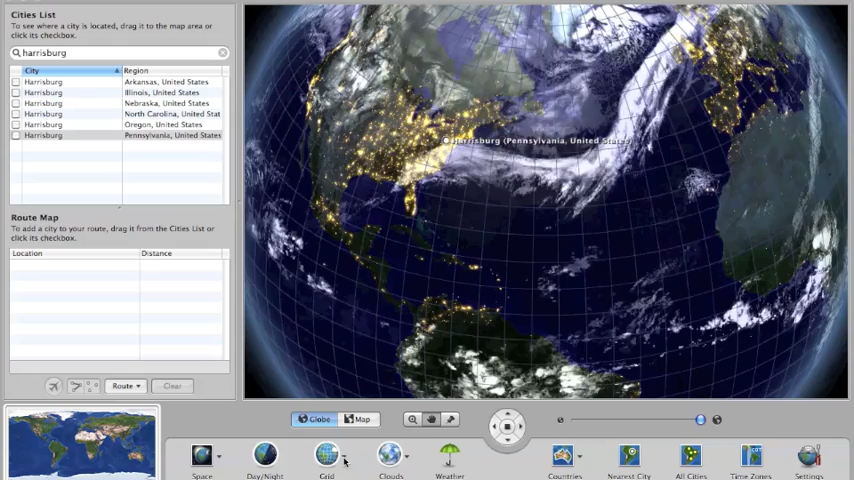 Cities List
To see where a city is located, drag it to the map area or
click its checkbox.
harrisburg
City Region
Harrisburg Arkansas, United States
Harrisburg Illinois, United States
Harrisburg Nebraska, United States
Harrisburg North Carolina, United Stat
Harrisburg Oregon, United States
Harrisburg Pennsylvania, United States
Harrisburg (Pennsylvania, United States)
Route Map
To add a city to your route, drag it from the Cities List or
click its checkbox.
Location Distance
Route Clear
Globe Map
Space Day/Night Grid Clouds Weather Countries Nearest City All Cities Time Zones Settings